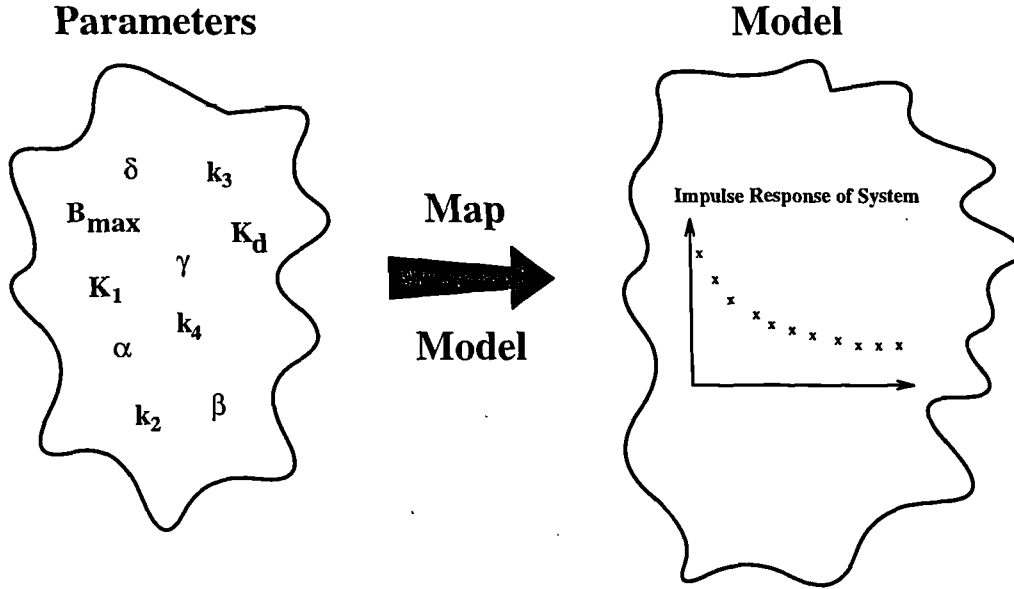 Parameters
Model
δ
k₃
Bmax
Kd
γ
K₁
k₄
α
k₂
β
Map
Model
Impulse Response of System
x x x x x x x x x x x